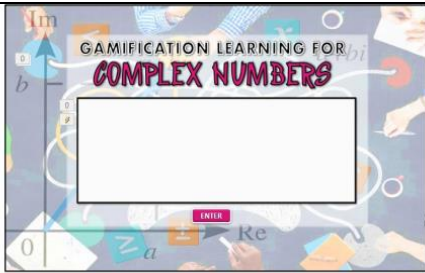 Im
GAMIFICATION LEARNING FOR
COMPLEX NUMBERS
b
ENTER
Re
0
a